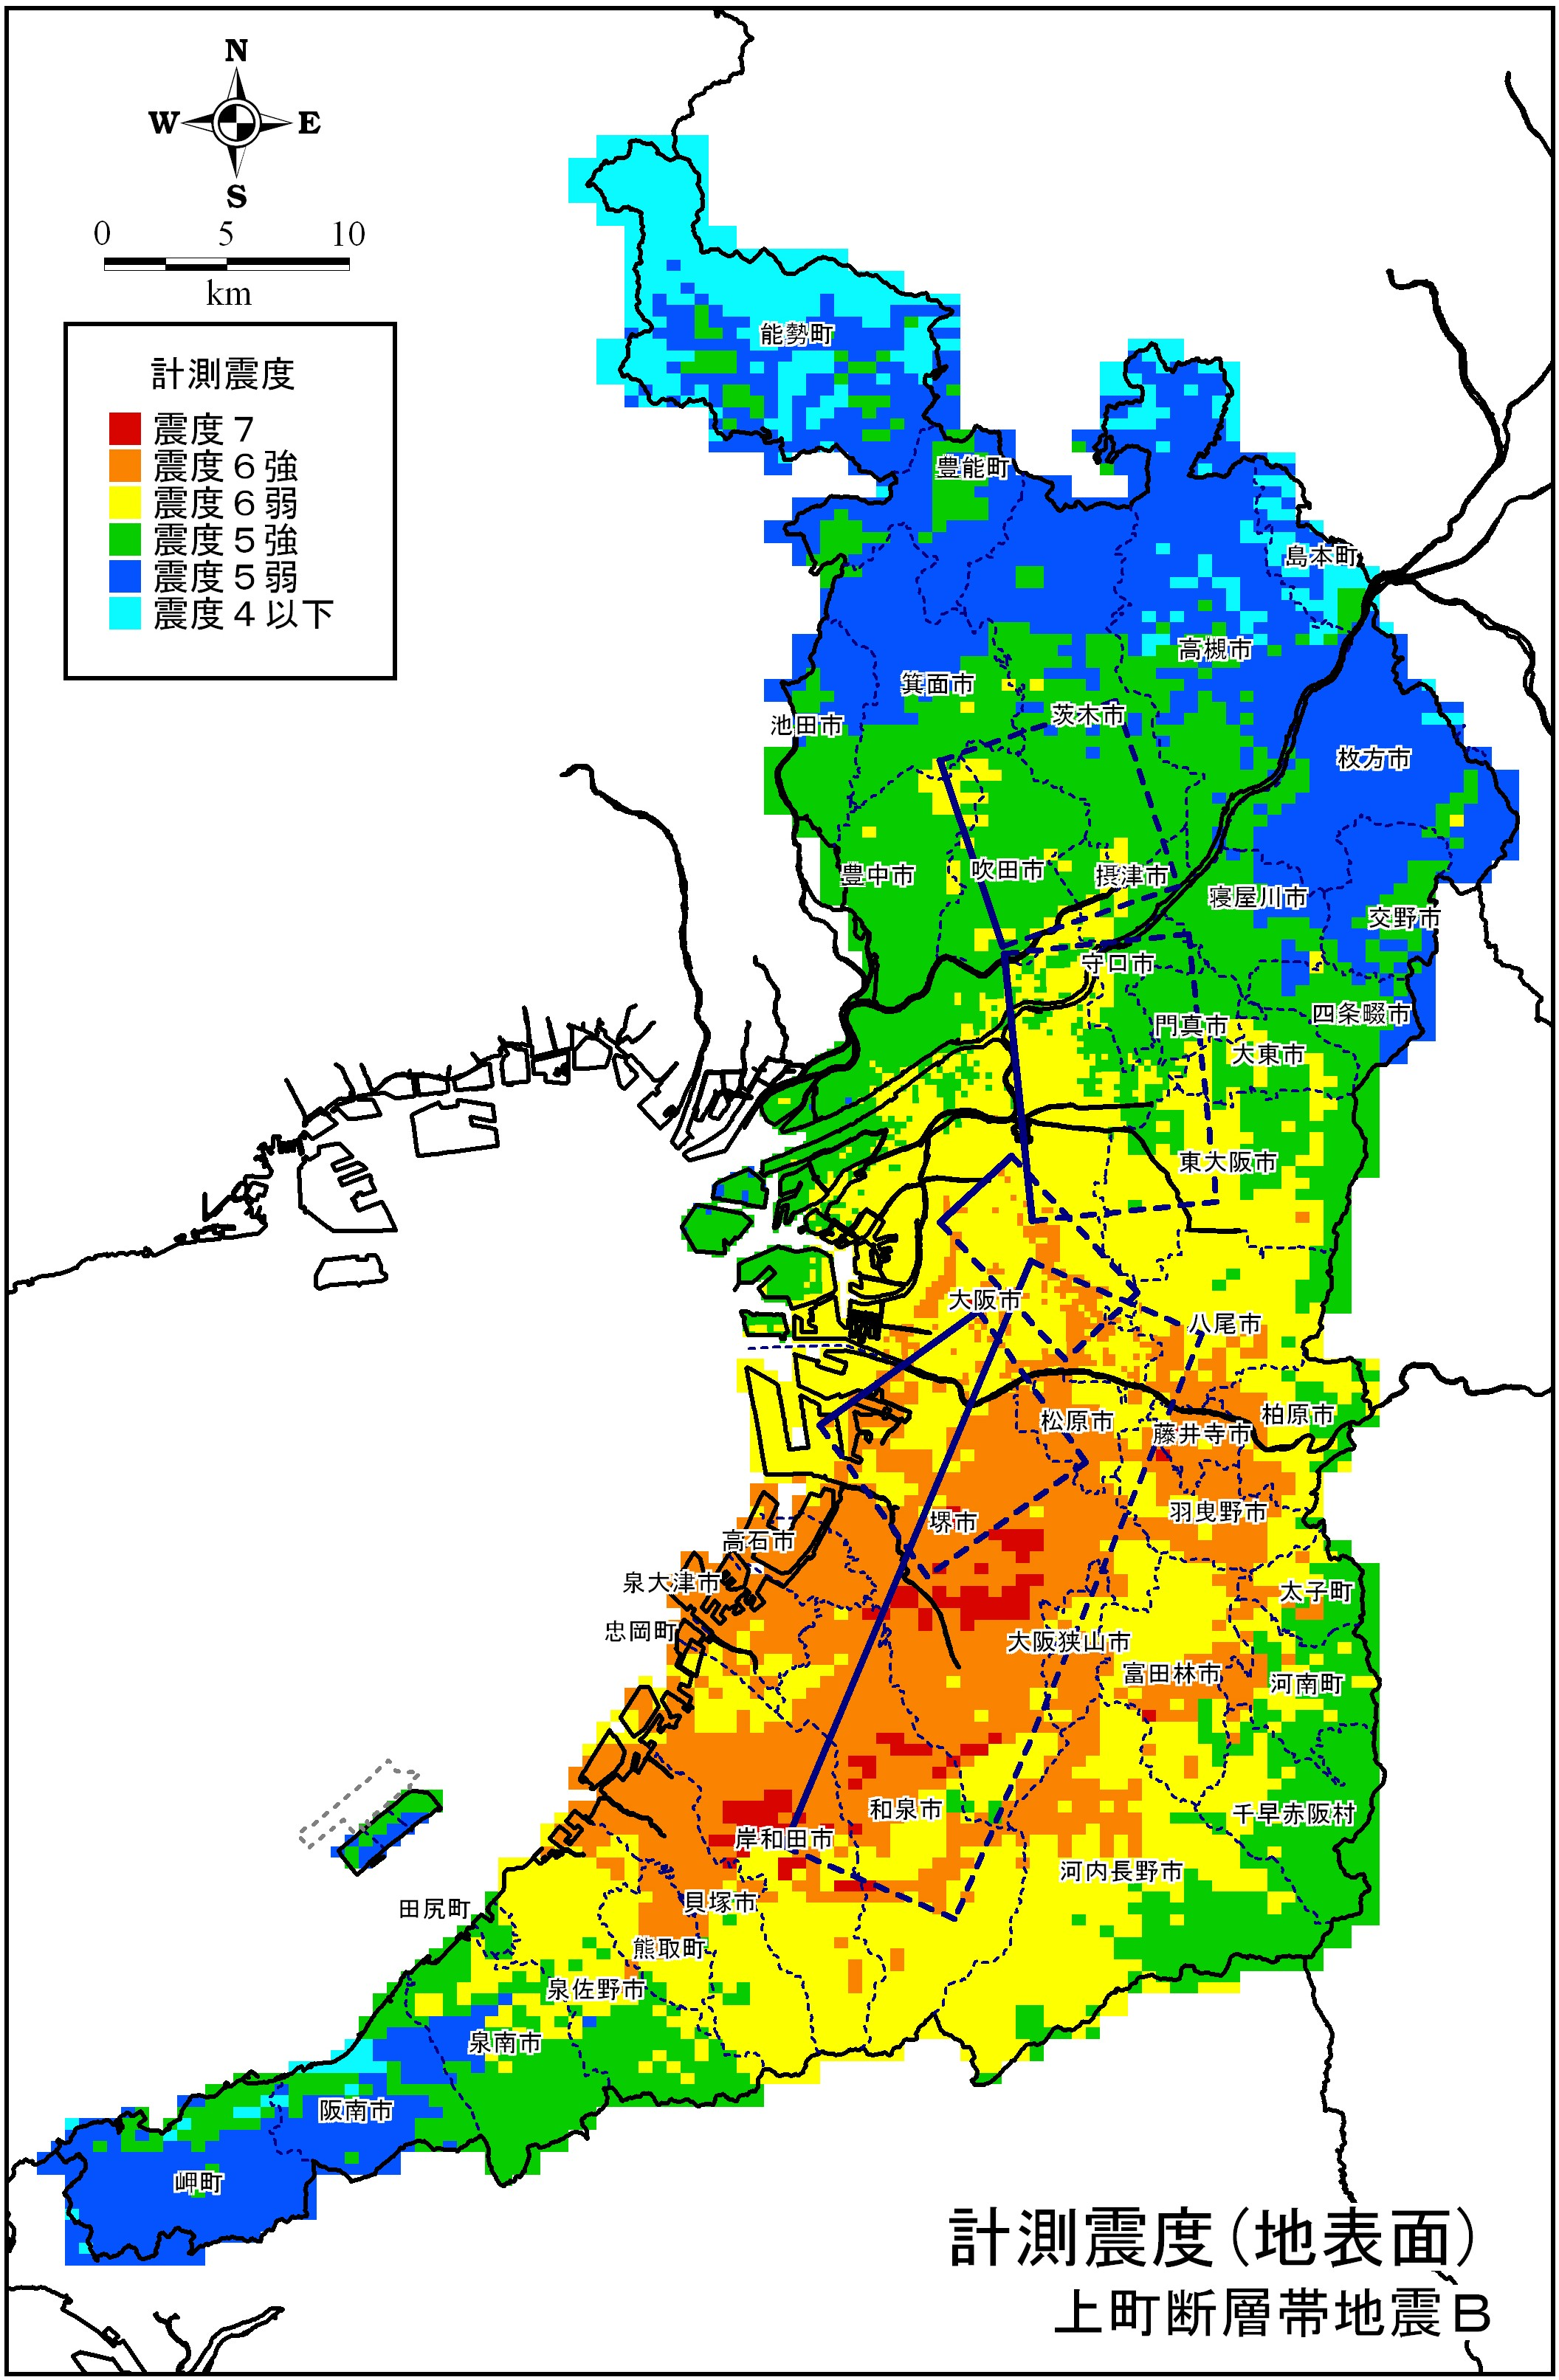 N
W E
S
0 5 10
km
計測震度
震度７
震度６強
震度６弱
震度５強
震度５弱
震度４以下
能勢町
豊能町
島本町
高槻市
箕面市
茨木市
池田市
枚方市
豊中市
吹田市
摂津市
寝屋川市
交野市
守口市
四条畷市
門真市
大東市
東大阪市
大阪市
八尾市
柏原市
松原市
藤井寺市
羽曳野市
堺市
高石市
泉大津市
太子町
忠岡町
大阪狭山市
富田林市
河南町
和泉市
千早赤阪村
岸和田市
河内長野市
貝塚市
田尻町
熊取町
泉佐野市
泉南市
阪南市
岬町
計測震度（地表面）
上町断層帯地震Ｂ